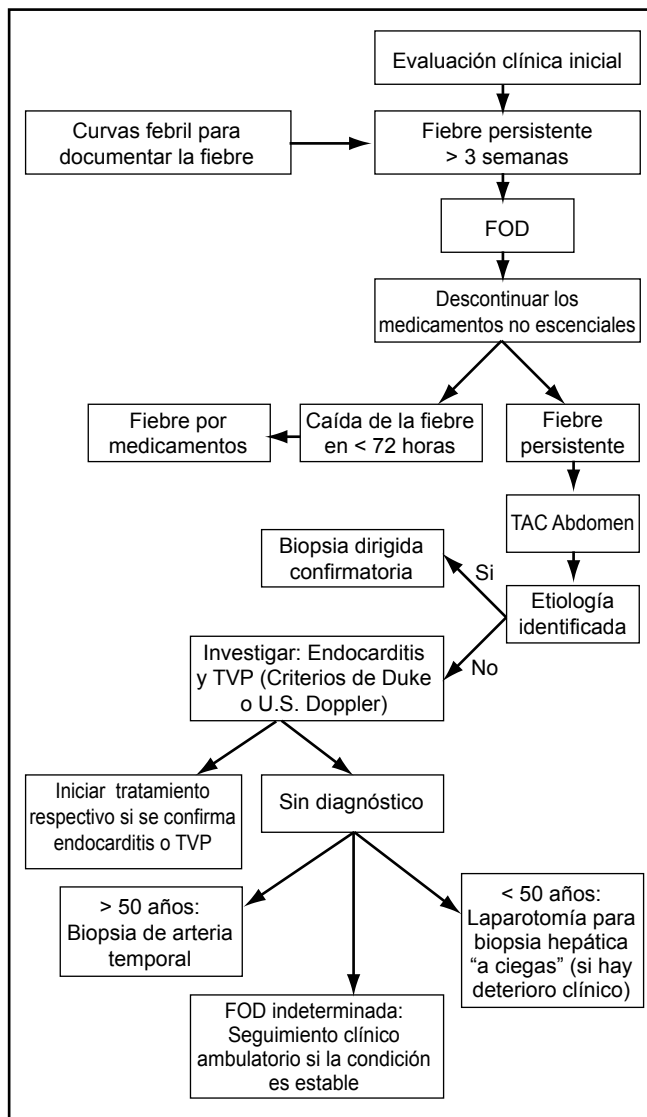 Evaluación clínica inicial
Curvas febril para
documentar la fiebre
Fiebre persistente
> 3 semanas
FOD
Descontinuar los
medicamentos no escenciales
Fiebre por
medicamentos
Caída de la fiebre
en < 72 horas
Fiebre
persistente
TAC Abdomen
Biopsia dirigida
confirmatoria
Si
Etiología
identificada
No
Investigar: Endocarditis
y TVP (Criterios de Duke
o U.S. Doppler)
Iniciar tratamiento
respectivo si se confirma
endocarditis o TVP
Sin diagnóstico
> 50 años:
Biopsia de arteria
temporal
< 50 años:
Laparotomía para
biopsia hepática
“a ciegas” (si hay
deterioro clínico)
FOD indeterminada:
Seguimiento clínico
ambulatorio si la condición
es estable